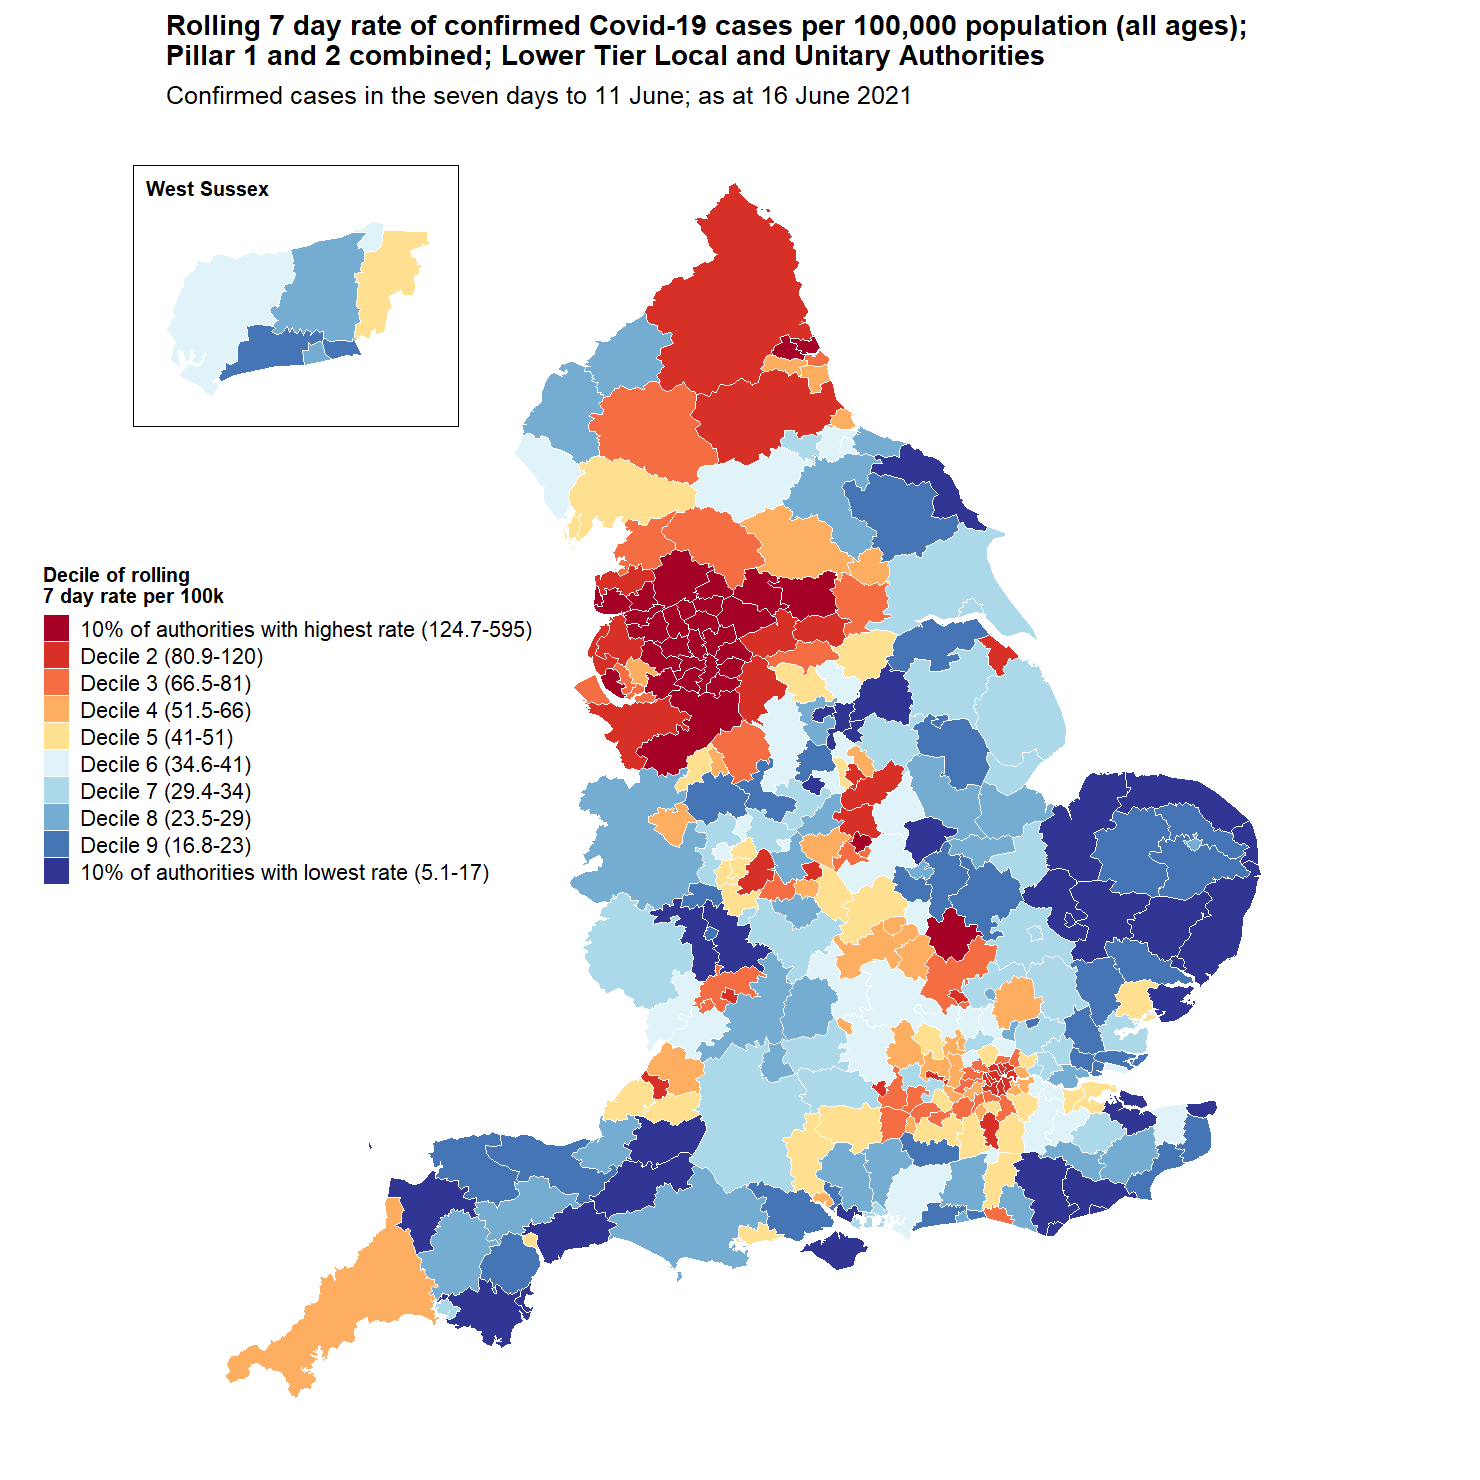 Rolling 7 day rate of confirmed Covid-19 cases per 100,000 population (all ages);
Pillar 1 and 2 combined; Lower Tier Local and Unitary Authorities
Confirmed cases in the seven days to 11 June; as at 16 June 2021
West Sussex
Decile of rolling
7 day rate per 100k
10% of authorities with highest rate (124.7-595)
Decile 2 (80.9-120)
Decile 3 (66.5-81)
Decile 4 (51.5-66)
Decile 5 (41-51)
Decile 6 (34.6-41)
Decile 7 (29.4-34)
Decile 8 (23.5-29)
Decile 9 (16.8-23)
10% of authorities with lowest rate (5.1-17)